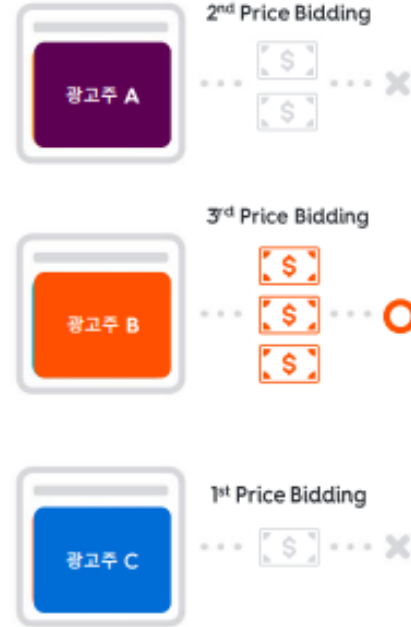 2nd Price Bidding
광고주 A
$
$
3rd Price Bidding
$
광고주 B
$
$
1st Price Bidding
광고주 C
$